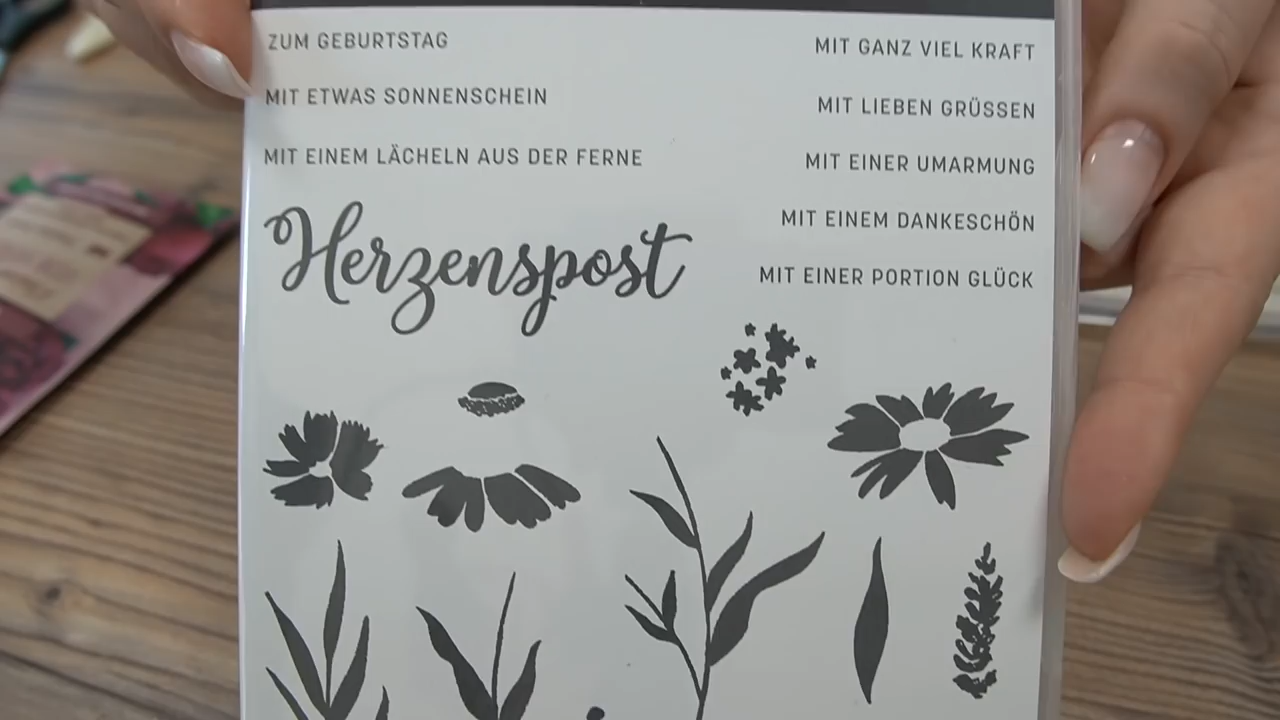 ZUM GEBURTSTAG
MIT ETWAS SONNENSCHEIN
MIT EINEM LÄCHELN AUS DER FERNE
Herzenspost
MIT GANZ VIEL KRAFT
MIT LIEBEN GRÜSSEN
MIT EINER UMARMUNG
MIT EINEM DANKESCHÖN
MIT EINER PORTION GLÜCK